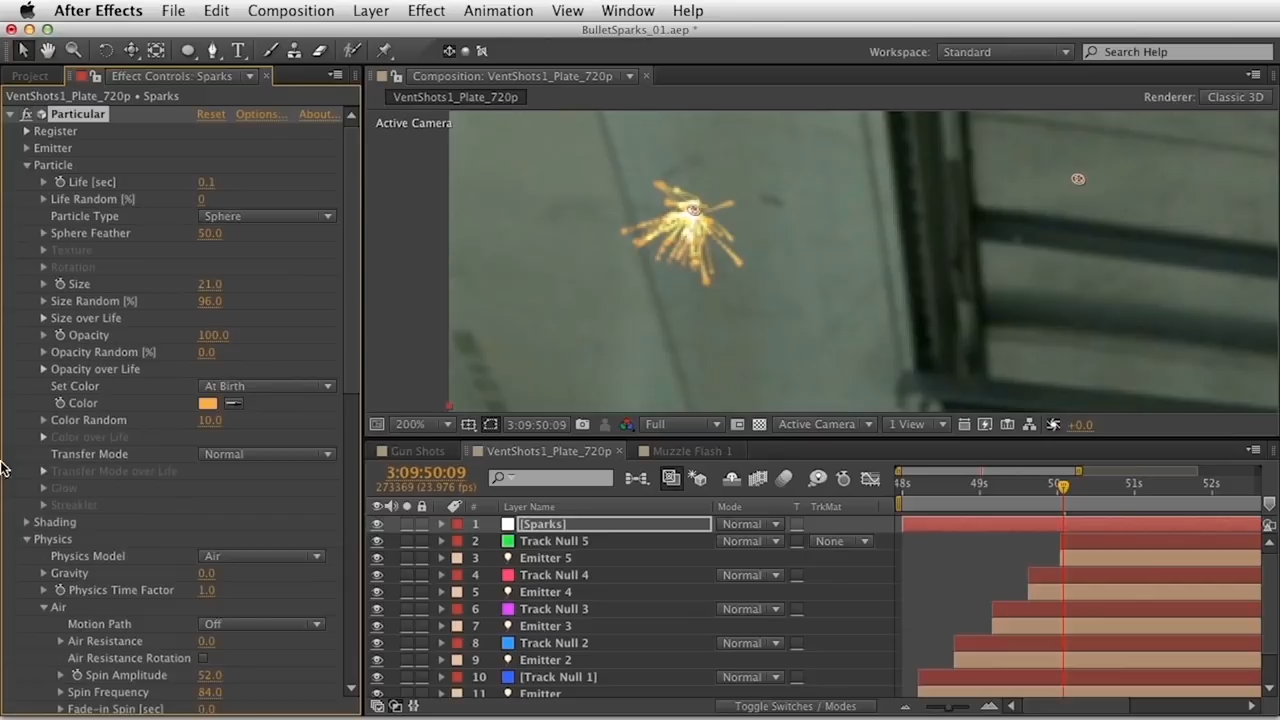 After Effects File Edit Composition Layer Effect Animation View Window Help
BulletSparks_01.aep *
T Workspace: Standard Search Help
Project Effect Controls: Sparks
Composition: VentShots1_Plate_720p
VentShots1_Plate_720p • Sparks
VentShots1_Plate_720p
Renderer: Classic 3D
fx Particular Reset Options... About...
Active Camera
Register
Emitter
Particle
Life [sec] 0.1
Life Random [%] 0
Particle Type Sphere
Sphere Feather 50.0
Texture
Rotation
Size 21.0
Size Random [%] 96.0
Size over Life
Opacity 100.0
Opacity Random [%] 0.0
Opacity over Life
Set Color At Birth
Color
Color Random 10.0
Color over Life
Transfer Mode Normal
Transfer Mode over Life
Glow
Streaklet
Shading
Physics
Physics Model Air
Gravity 0.0
Physics Time Factor 1.0
Air
Motion Path Off
Air Resistance 0.0
Air Resistance Rotation
Spin Amplitude 52.0
Spin Frequency 84.0
Fade-in Spin [sec] 0.0
200% 3:09:50:09 Full Active Camera 1 View +0.0
Gun Shots VentShots1_Plate_720p Muzzle Flash 1
3:09:50:09
273369 (23.976 fps)
48s 49s 50s 51s 52s
# Layer Name Mode T TrkMat
1 [Sparks] Normal
2 Track Null 5 Normal None
3 Emitter 5
4 Track Null 4 Normal
5 Emitter 4
6 Track Null 3 Normal
7 Emitter 3
8 Track Null 2 Normal
9 Emitter 2
10 [Track Null 1] Normal
11 Emitter
Toggle Switches / Modes